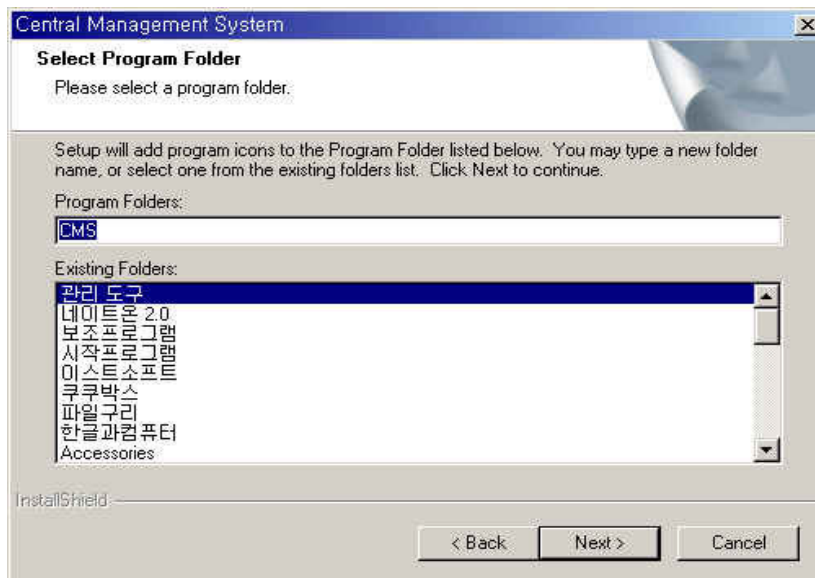 Central Management System
Select Program Folder
Please select a program folder.
Setup will add program icons to the Program Folder listed below. You may type a new folder
name, or select one from the existing folders list. Click Next to continue.
Program Folders:
CMS
Existing Folders:
관리 도구
네이트온 2.0
보조프로그램
시작프로그램
이스트소프트
쿠쿠박스
파일구리
한글과컴퓨터
Accessories
InstallShield
< Back Next > Cancel